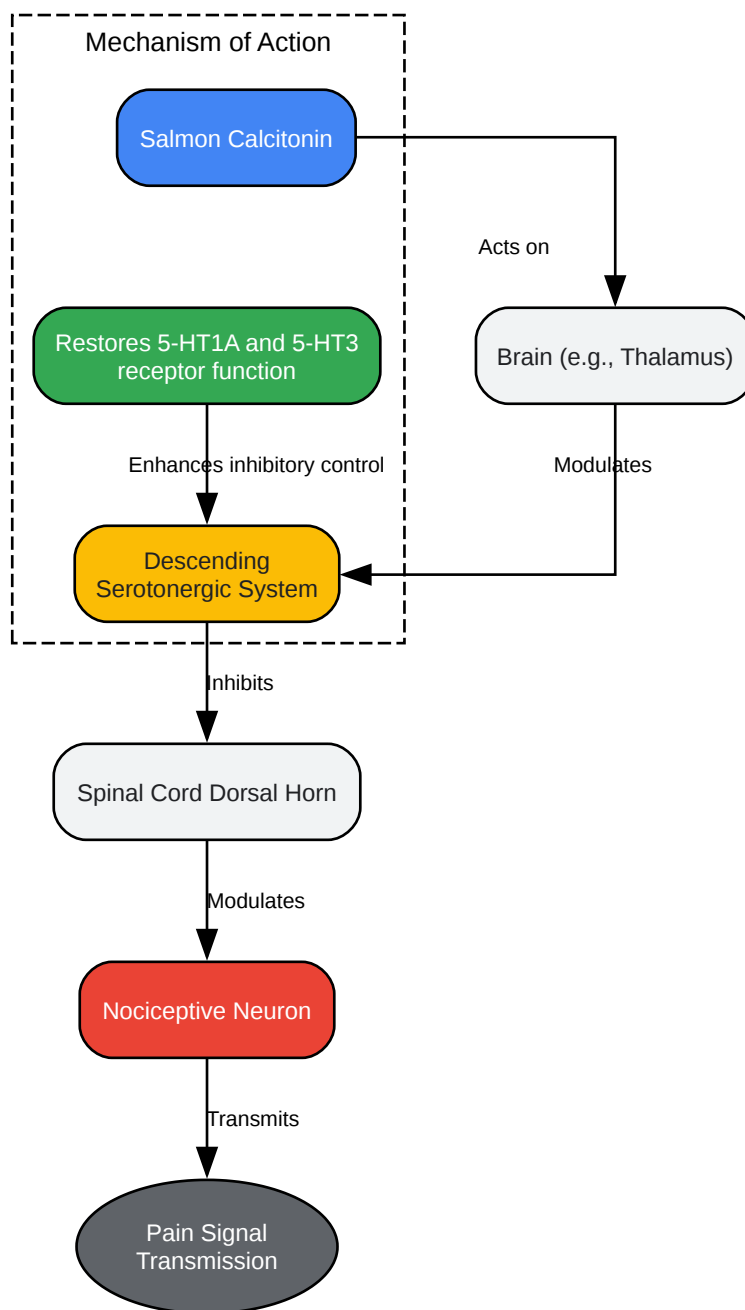 Mechanism of Action
Salmon Calcitonin
Acts on
Restores 5-HT1A and 5-HT3
receptor function
Brain (e.g., Thalamus)
Enhances inhibitory control
Modulates
Descending
Serotonergic System
Inhibits
Spinal Cord Dorsal Horn
Modulates
Nociceptive Neuron
Transmits
Pain Signal
Transmission